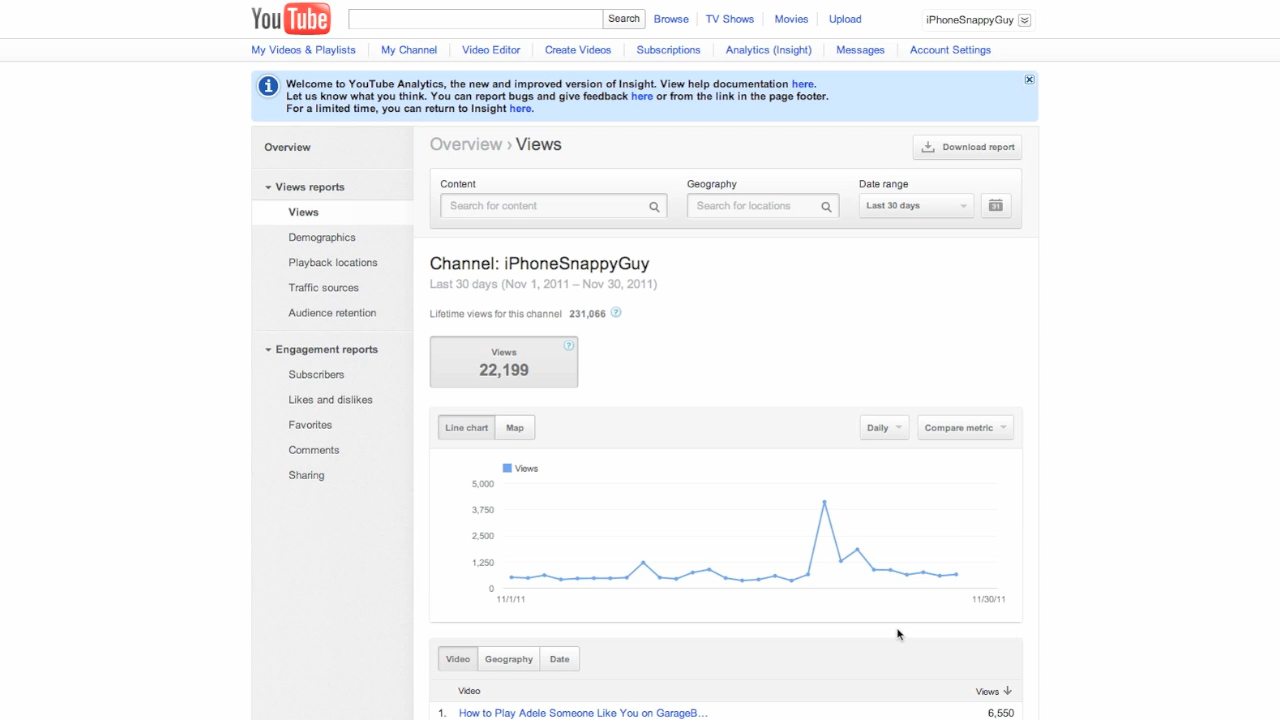 YouTube
Search
Browse
TV Shows
Movies
Upload
iPhoneSnappyGuy
My Videos & Playlists
My Channel
Video Editor
Create Videos
Subscriptions
Analytics (Insight)
Messages
Account Settings
Welcome to YouTube Analytics, the new and improved version of Insight. View help documentation here.
Let us know what you think. You can report bugs and give feedback here or from the link in the page footer.
For a limited time, you can return to Insight here.
Overview
Views reports
Views
Demographics
Playback locations
Traffic sources
Audience retention
Engagement reports
Subscribers
Likes and dislikes
Favorites
Comments
Sharing
Overview › Views
Download report
Content
Geography
Date range
Search for content
Search for locations
Last 30 days
31
Channel: iPhoneSnappyGuy
Last 30 days (Nov 1, 2011 – Nov 30, 2011)
Lifetime views for this channel 231,066 ?
Views
?
22,199
Line chart
Map
Daily
Compare metric
Views
5,000
3,750
2,500
1,250
0
11/1/11
11/30/11
Video
Geography
Date
Video
Views
1. How to Play Adele Someone Like You on GarageB... 6,550